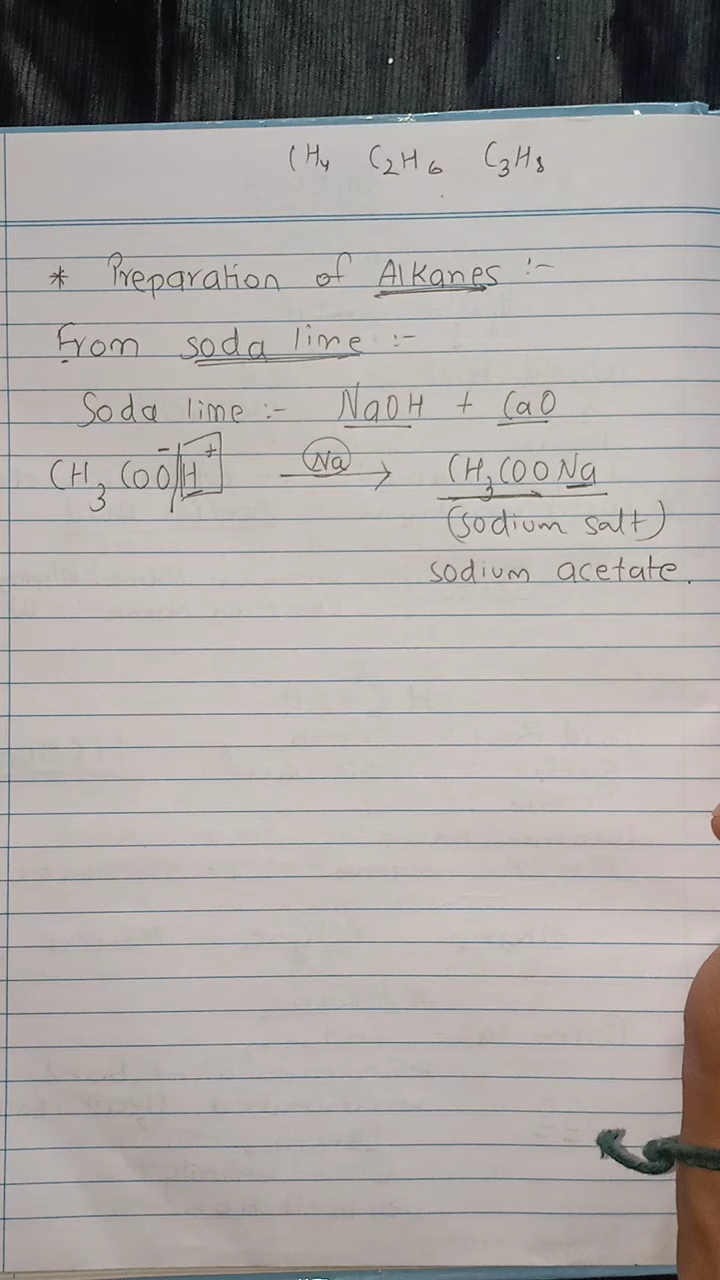 CH4 C2H6 C3H8
* Preparation of Alkanes :-
From soda lime :-
Soda lime :- NaOH + CaO
CH3COO⁻/H⁺ —Na→ CH3COONa
(sodium salt)
sodium acetate.